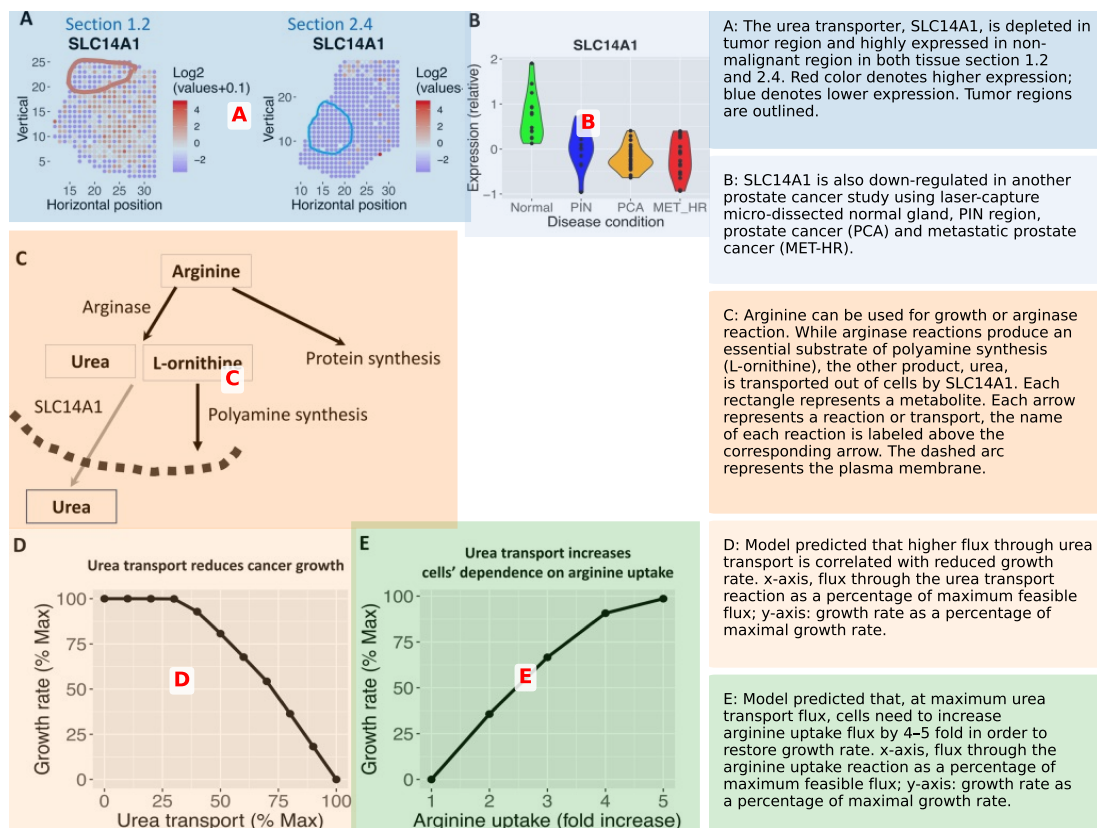 A
Section 1.2
SLC14A1
Vertical
25
20
15
10
5
10 15 20 25 30
Horizontal position
Log2
(values+0.1)
4
2
0
−2
A
Section 2.4
SLC14A1
Vertical
20
10
10 15 20 25 30
Horizontal position
Log2
(values
4
2
0
−2
B
SLC14A1
Expression (relative)
2
1
0
−1
B
Normal PIN PCA MET_HR
Disease condition
C
Arginine
Arginase
Urea
L-ornithine
Protein synthesis
C
SLC14A1
Polyamine synthesis
Urea
D
Urea transport reduces cancer growth
Growth rate (% Max)
100
75
50
25
0
D
0 25 50 75 100
Urea transport (% Max)
E
Urea transport increases
cells’ dependence on arginine uptake
Growth rate (% Max)
100
75
50
25
0
E
1 2 3 4 5
Arginine uptake (fold increase)
A: The urea transporter, SLC14A1, is depleted in
tumor region and highly expressed in non-
malignant region in both tissue section 1.2
and 2.4. Red color denotes higher expression;
blue denotes lower expression. Tumor regions
are outlined.
B: SLC14A1 is also down-regulated in another
prostate cancer study using laser-capture
micro-dissected normal gland, PIN region,
prostate cancer (PCA) and metastatic prostate
cancer (MET-HR).
C: Arginine can be used for growth or arginase
reaction. While arginase reactions produce an
essential substrate of polyamine synthesis
(L-ornithine), the other product, urea,
is transported out of cells by SLC14A1. Each
rectangle represents a metabolite. Each arrow
represents a reaction or transport, the name
of each reaction is labeled above the
corresponding arrow. The dashed arc
represents the plasma membrane.
D: Model predicted that higher flux through urea
transport is correlated with reduced growth
rate. x-axis, flux through the urea transport
reaction as a percentage of maximum feasible
flux; y-axis: growth rate as a percentage of
maximal growth rate.
E: Model predicted that, at maximum urea
transport flux, cells need to increase
arginine uptake flux by 4–5 fold in order to
restore growth rate. x-axis, flux through the
arginine uptake reaction as a percentage of
maximum feasible flux; y-axis: growth rate as
a percentage of maximal growth rate.